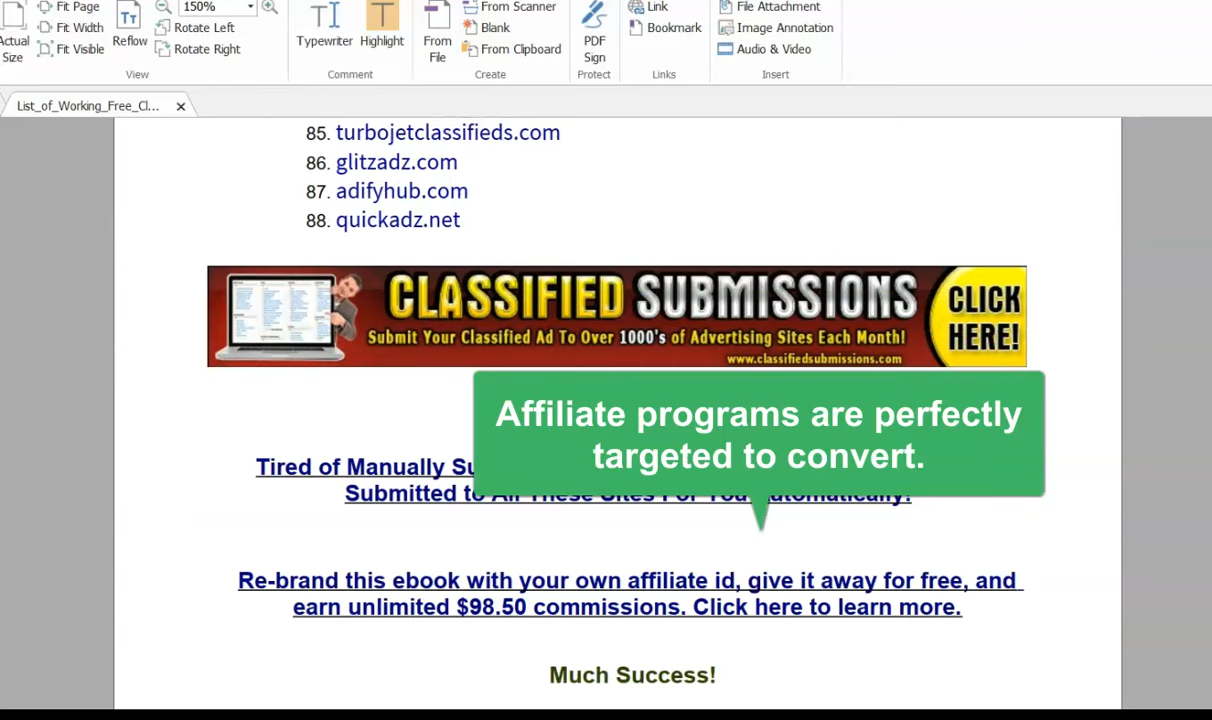 150%
From Scanner
Link
File Attachment
Fit Width
Rotate Left
Blank
Bookmark
Image Annotation
Actual
Size
Fit Page
Fit Visible
Reflow
Rotate Right
Typewriter
Highlight
From
File
From Clipboard
PDF
Sign
Audio & Video
View
Comment
Create
Protect
Links
Insert
List_of_Working_Free_Cl...
85. turbojetclassifieds.com
86. glitzadz.com
87. adifyhub.com
88. quickadz.net
CLASSIFIED SUBMISSIONS
Submit Your Classified Ad To Over 1000's of Advertising Sites Each Month!
www.classifiedsubmissions.com
CLICK
HERE!
Affiliate programs are perfectly
targeted to convert.
Tired of Manually
Submitted to All These Sites For You Automatically!
Re-brand this ebook with your own affiliate id, give it away for free, and
earn unlimited $98.50 commissions. Click here to learn more.
Much Success!